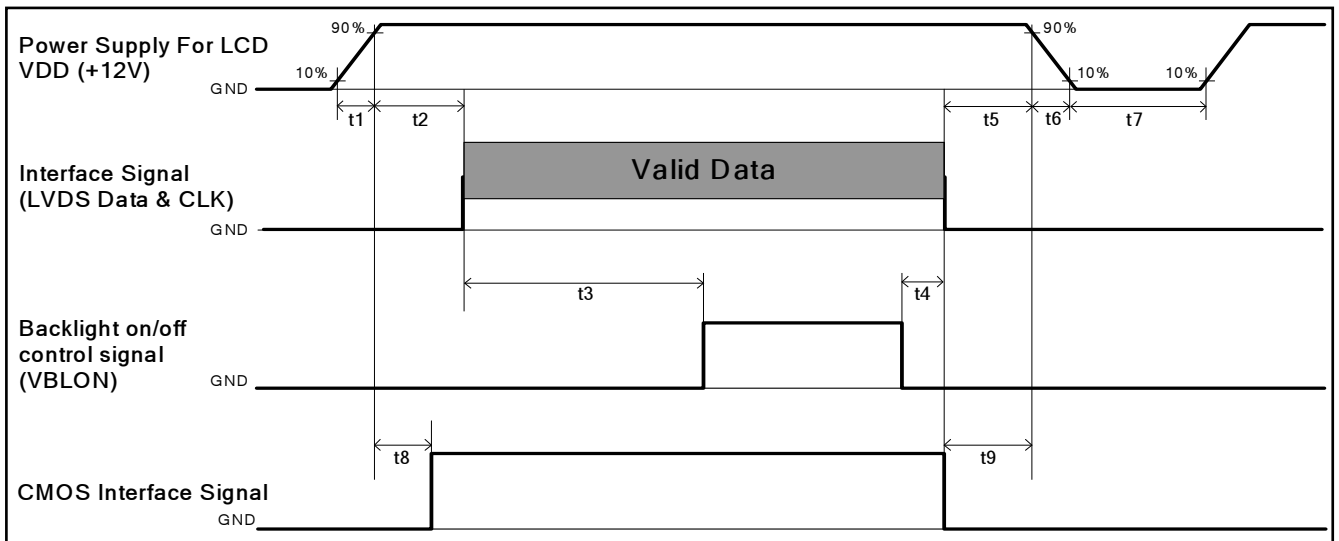 Power Supply For LCD
VDD (+12V)
GND
10%
90%
90%
10%
10%
t1
t2
t5
t6
t7
Interface Signal
(LVDS Data & CLK)
GND
Valid Data
t3
t4
Backlight on/off
control signal
(VBLON)
GND
t8
t9
CMOS Interface Signal
GND